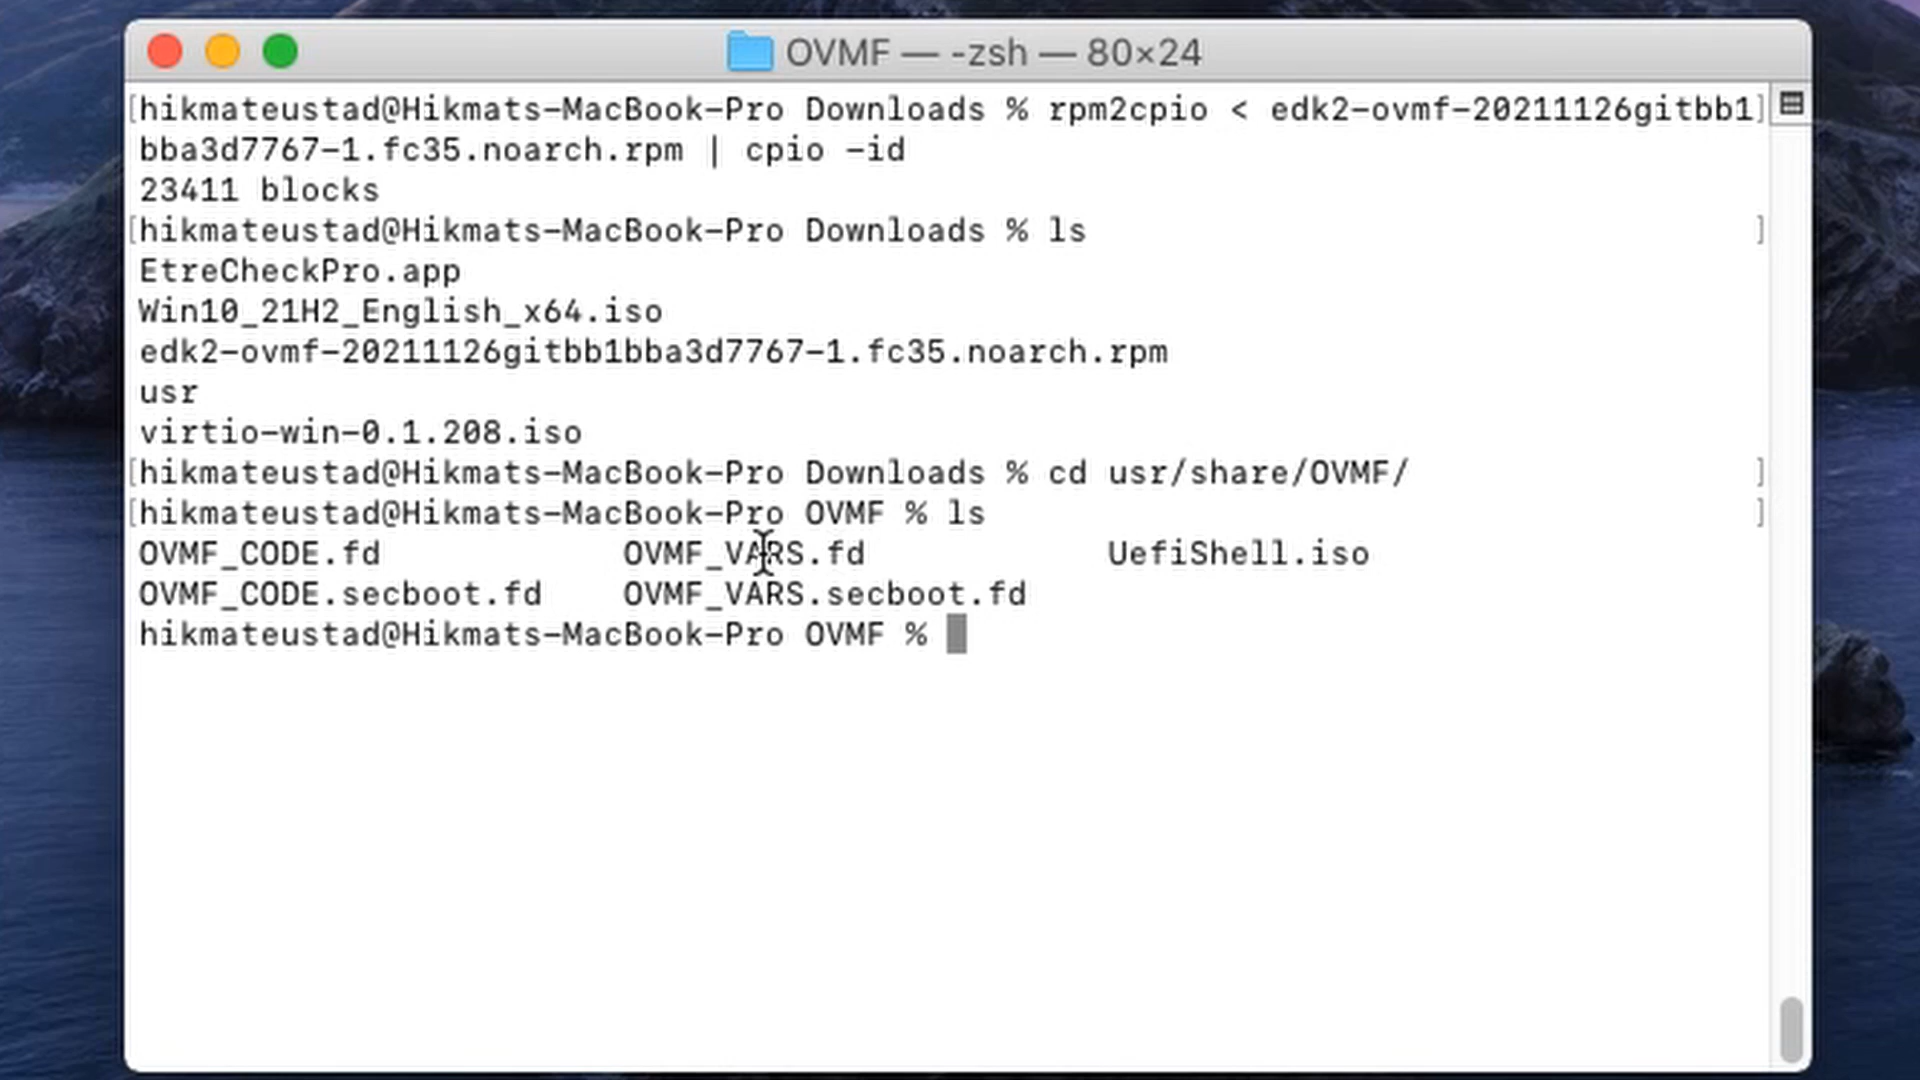 OVMF — -zsh — 80×24
[hikmateustad@Hikmats-MacBook-Pro Downloads % rpm2cpio < edk2-ovmf-20211126gitbb1]
bba3d7767-1.fc35.noarch.rpm | cpio -id
23411 blocks
[hikmateustad@Hikmats-MacBook-Pro Downloads % ls ]
EtreCheckPro.app
Win10_21H2_English_x64.iso
edk2-ovmf-20211126gitbb1bba3d7767-1.fc35.noarch.rpm
usr
virtio-win-0.1.208.iso
[hikmateustad@Hikmats-MacBook-Pro Downloads % cd usr/share/OVMF/ ]
[hikmateustad@Hikmats-MacBook-Pro OVMF % ls ]
OVMF_CODE.fd OVMF_VARS.fd UefiShell.iso
OVMF_CODE.secboot.fd OVMF_VARS.secboot.fd
hikmateustad@Hikmats-MacBook-Pro OVMF %